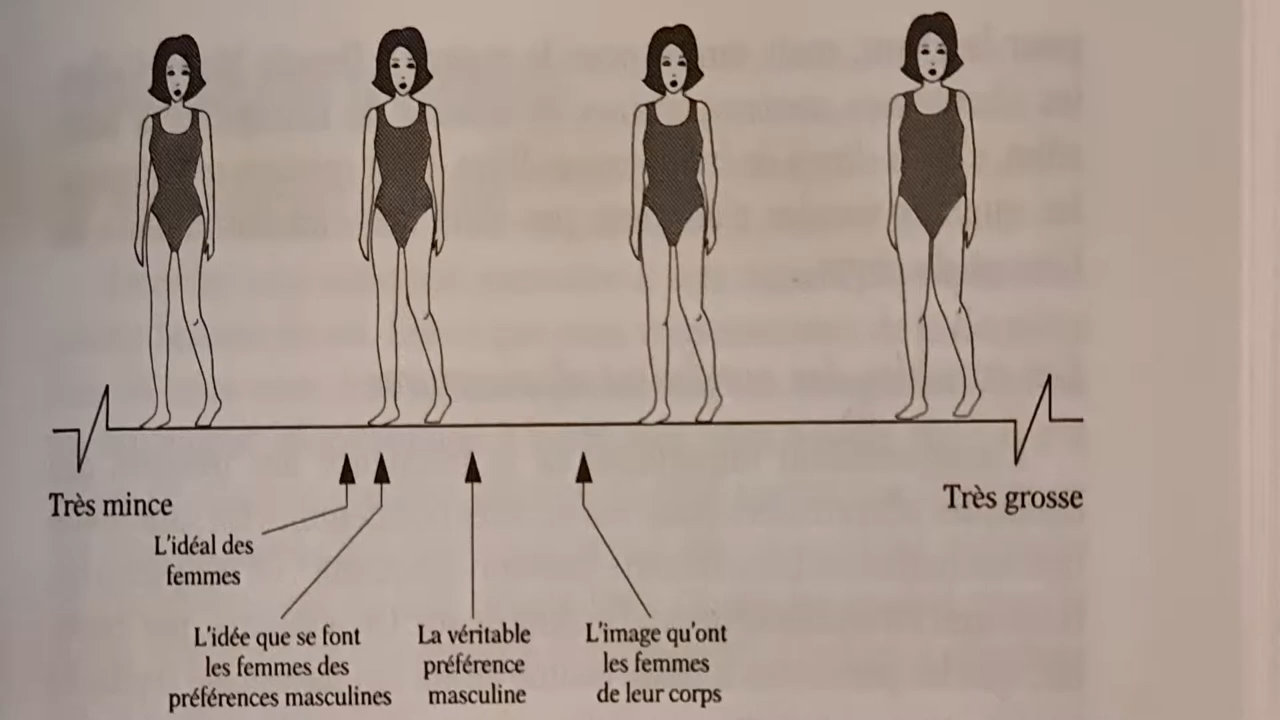 Très mince
Très grosse
L'idéal des
femmes
L'idée que se font
les femmes des
préférences masculines
La véritable
préférence
masculine
L'image qu'ont
les femmes
de leur corps